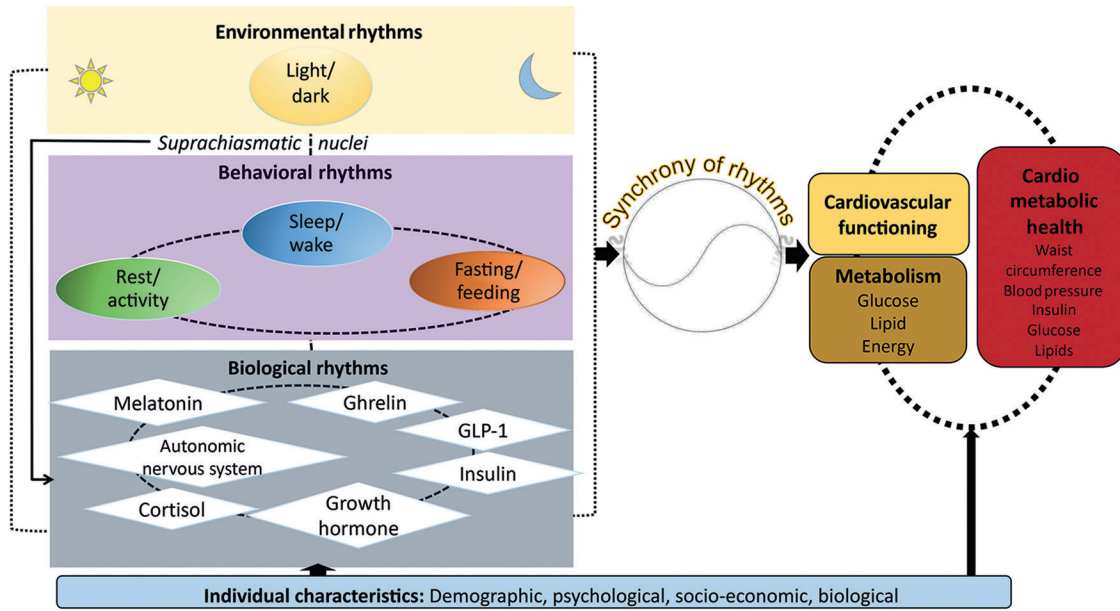 Environmental rhythms
Light/
dark
Suprachiasmatic nuclei
Behavioral rhythms
Sleep/
wake
Rest/
activity
Fasting/
feeding
Biological rhythms
Melatonin
Ghrelin
GLP-1
Autonomic
nervous system
Insulin
Cortisol
Growth
hormone
Synchrony of rhythms
Cardiovascular
functioning
Metabolism
Glucose
Lipid
Energy
Cardio
metabolic
health
Waist
circumference
Blood pressure
Insulin
Glucose
Lipids
Individual characteristics: Demographic, psychological, socio-economic, biological